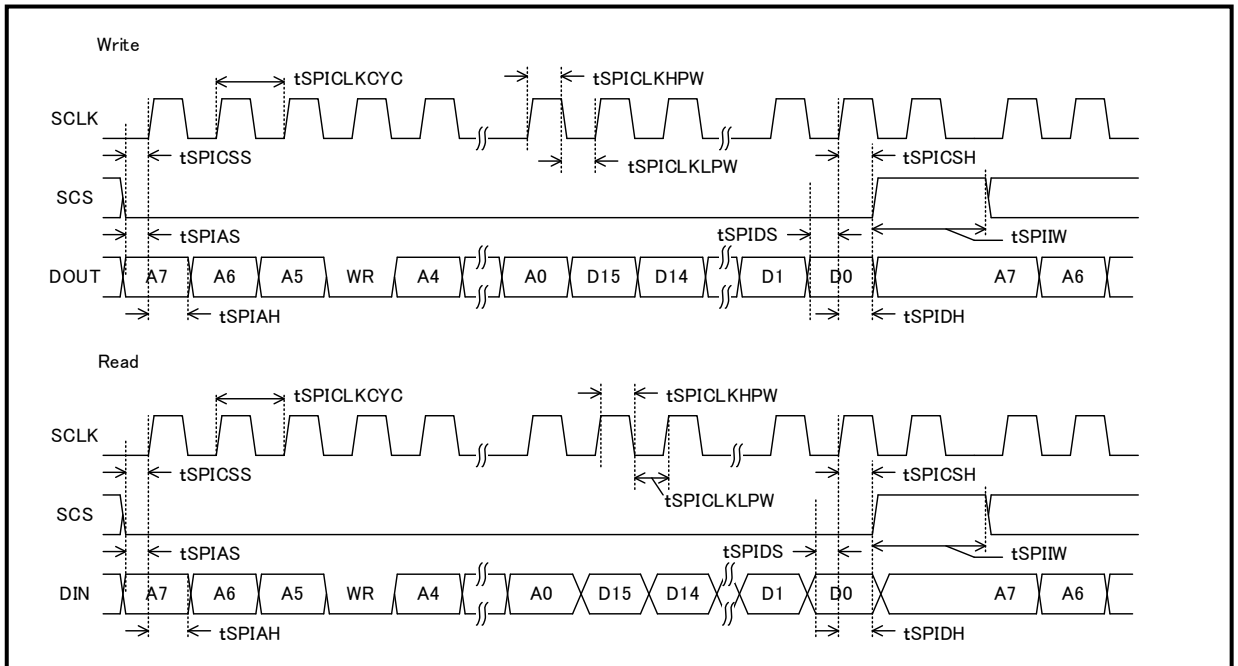 Write
tSPICLKCYC tSPICLKHPW
SCLK
tSPICSS tSPICLKLPW tSPICSH
SCS
tSPIAS tSPIDS tSPIIW
DOUT A7 A6 A5 WR A4 A0 D15 D14 D1 D0 A7 A6
tSPIAH tSPIDH
Read
tSPICLKCYC tSPICLKHPW
SCLK
tSPICSS tSPICSH
tSPICLKLPW
SCS
tSPIAS tSPIDS tSPIIW
DIN A7 A6 A5 WR A4 A0 D15 D14 D1 D0 A7 A6
tSPIAH tSPIDH